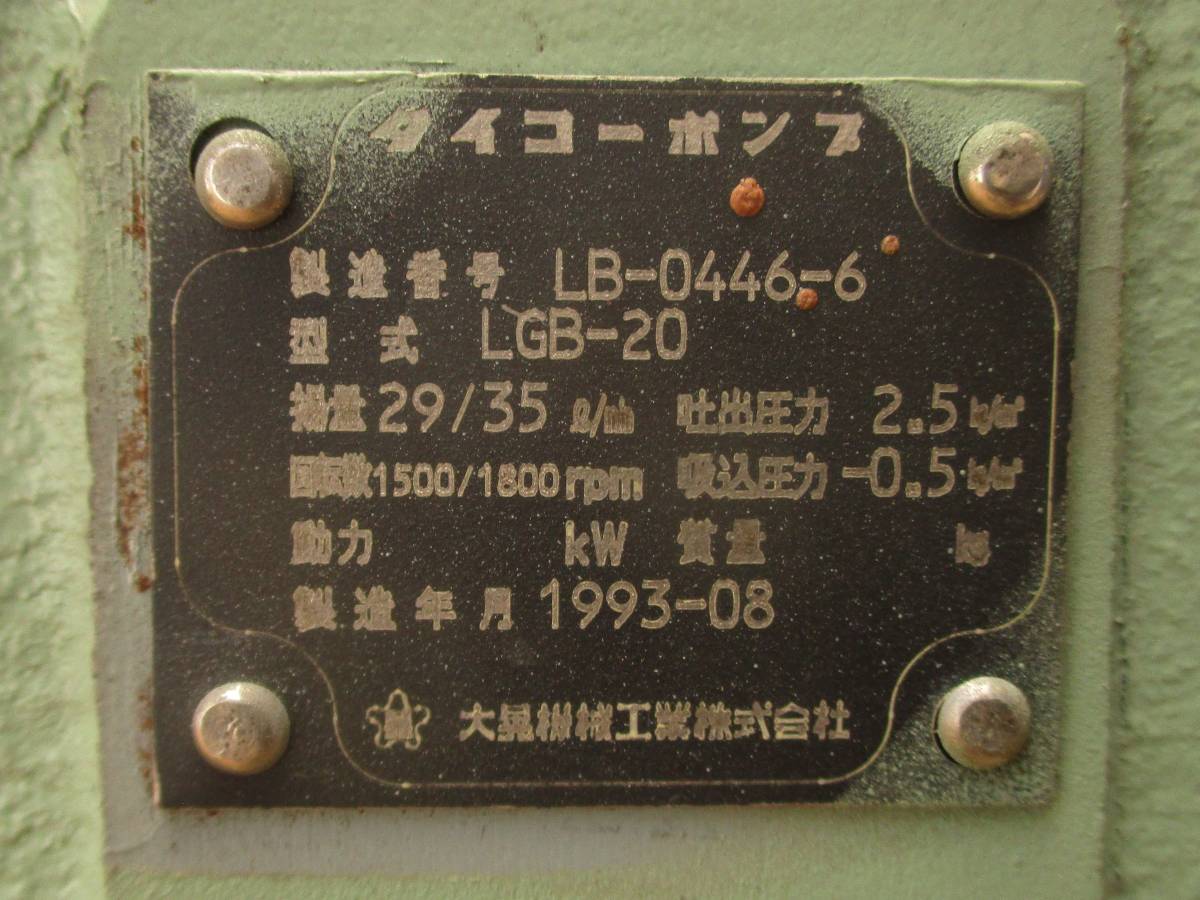 タイコーポンプ
製造番号 LB-0446-6
型式 LGB-20
揚量 29/35 ℓ/min 吐出圧力 2.5 kg/cm²
回転数 1500/1800 rpm 吸込圧力 -0.5 kg/cm²
動力 kW 質量 kg
製造年月 1993-08
大晃機械工業株式会社